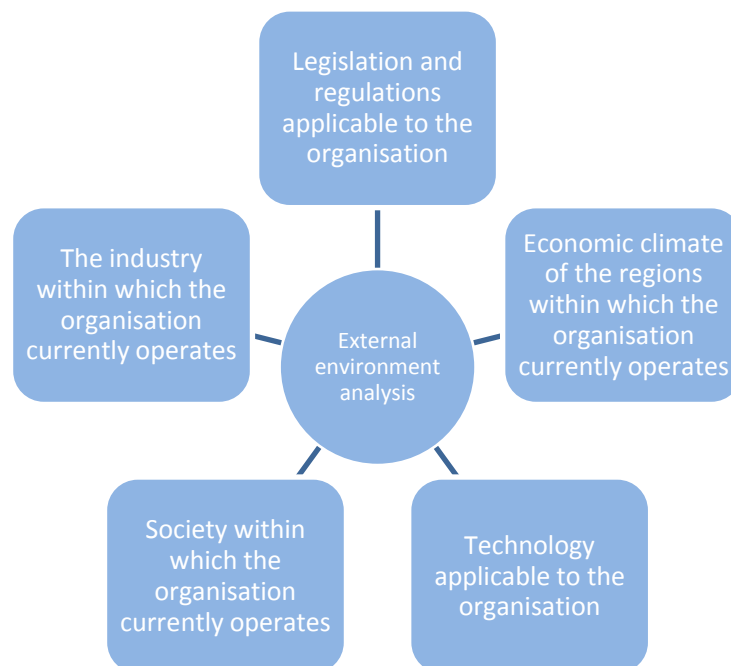 Legislation and
regulations
applicable to the
organisation
The industry
within which the
organisation
currently operates
Economic climate
of the regions
within which the
organisation
currently operates
External
environment
analysis
Society within
which the
organisation
currently operates
Technology
applicable to the
organisation